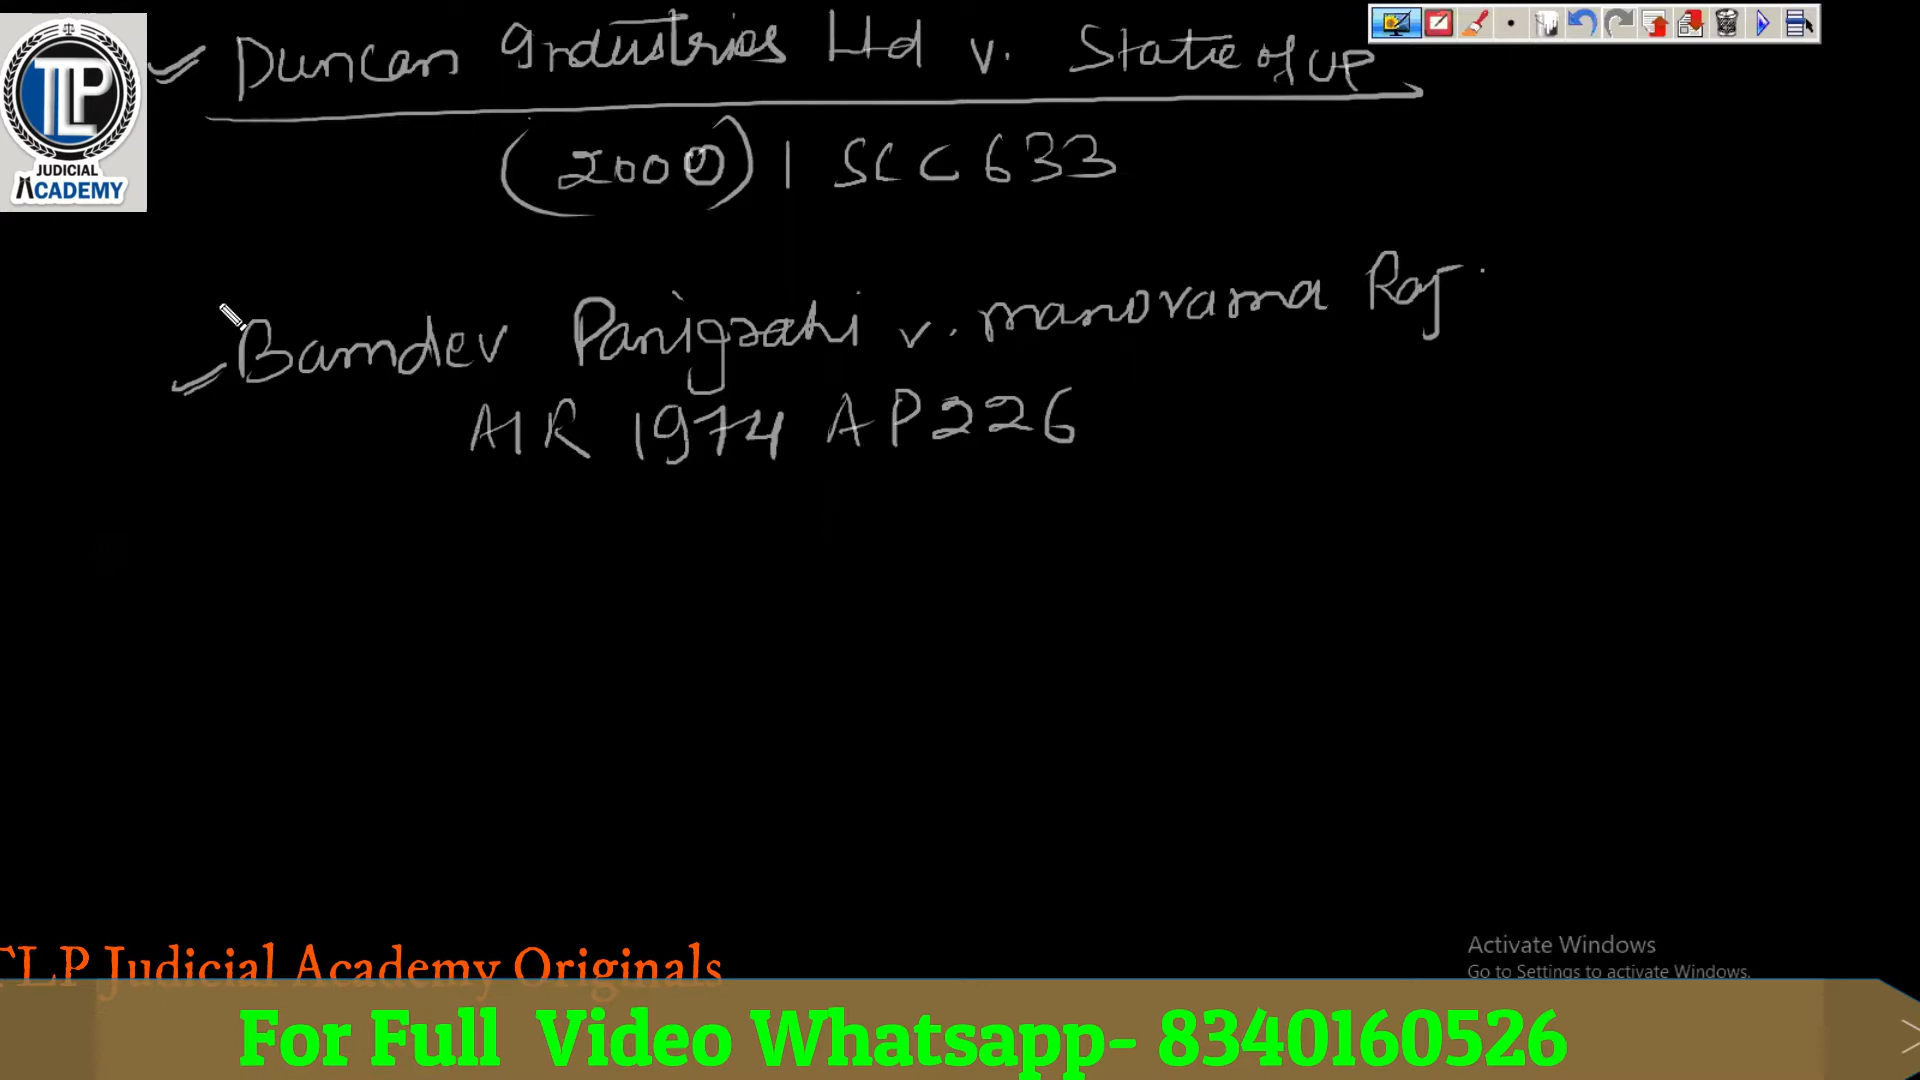 Duncan Industries Ltd v. State of UP
(2000) 1 SCC 633
Bamdev Panigrahi v. manorama Raj.
AIR 1974 AP 226
TLP
JUDICIAL
ACADEMY
TLP Judicial Academy Originals
Activate Windows
Go to Settings to activate Windows.
For Full Video Whatsapp- 8340160526